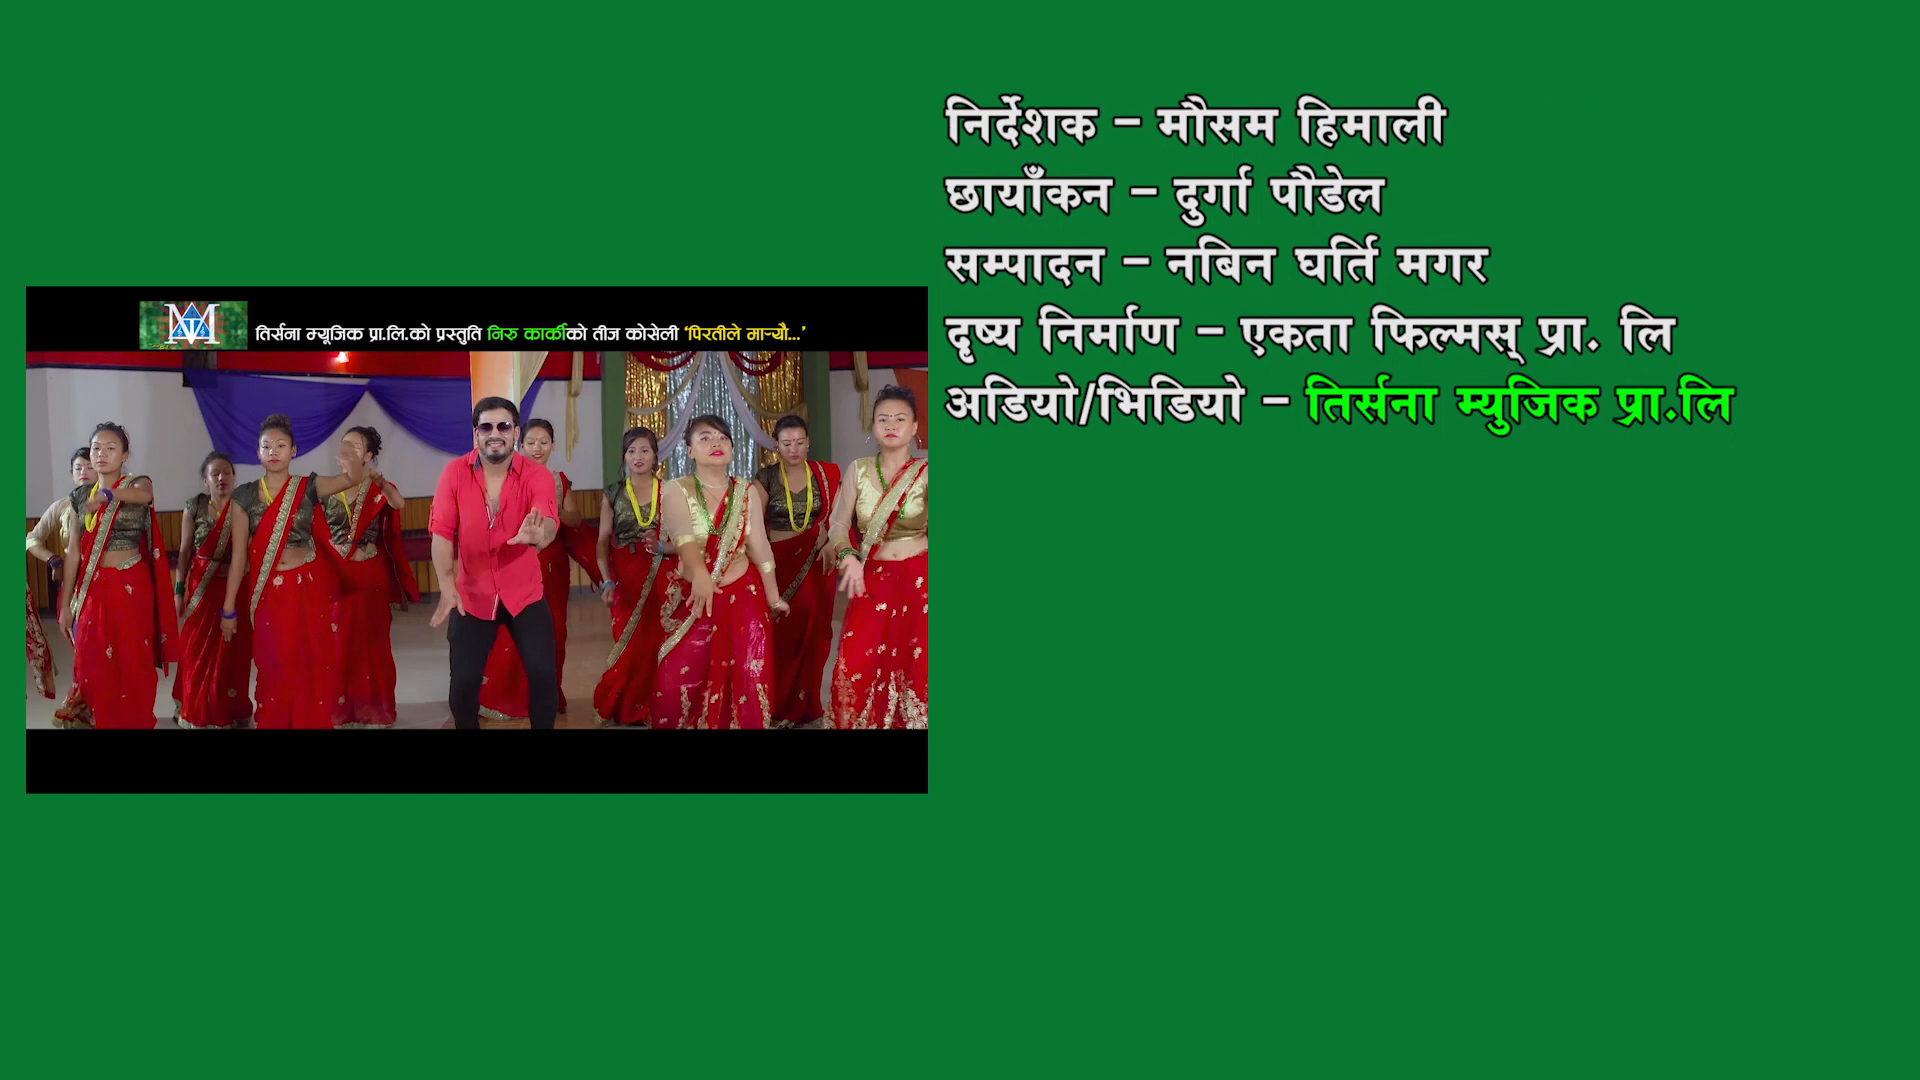 निर्देशक – मौसम हिमाली
छायाँकन – दुर्गा पौडेल
सम्पादन – नबिन घर्ति मगर
दृष्य निर्माण – एकता फिल्मस् प्रा. लि
अडियो/भिडियो – तिर्सना म्युजिक प्रा.लि
तिर्सना म्यूजिक प्रा.लि.को प्रस्तुति निरु कार्कीको तीज कोसेली ‘पिरतीले मार्‍यौ...’